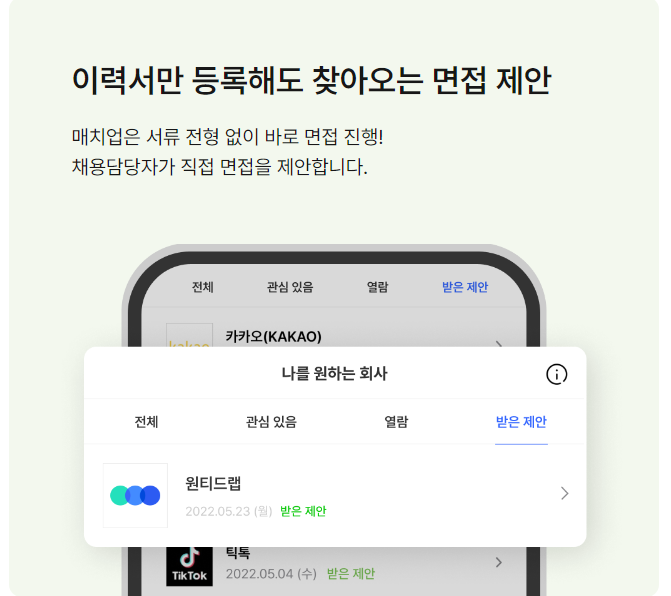 이력서만 등록해도 찾아오는 면접 제안
매치업은 서류 전형 없이 바로 면접 진행!
채용담당자가 직접 면접을 제안합니다.
전체 관심 있음 열람 받은 제안
kakao 카카오(KAKAO)
나를 원하는 회사
전체 관심 있음 열람 받은 제안
원티드랩
2022.05.23 (월) 받은 제안
틱톡
TikTok 2022.05.04 (수) 받은 제안